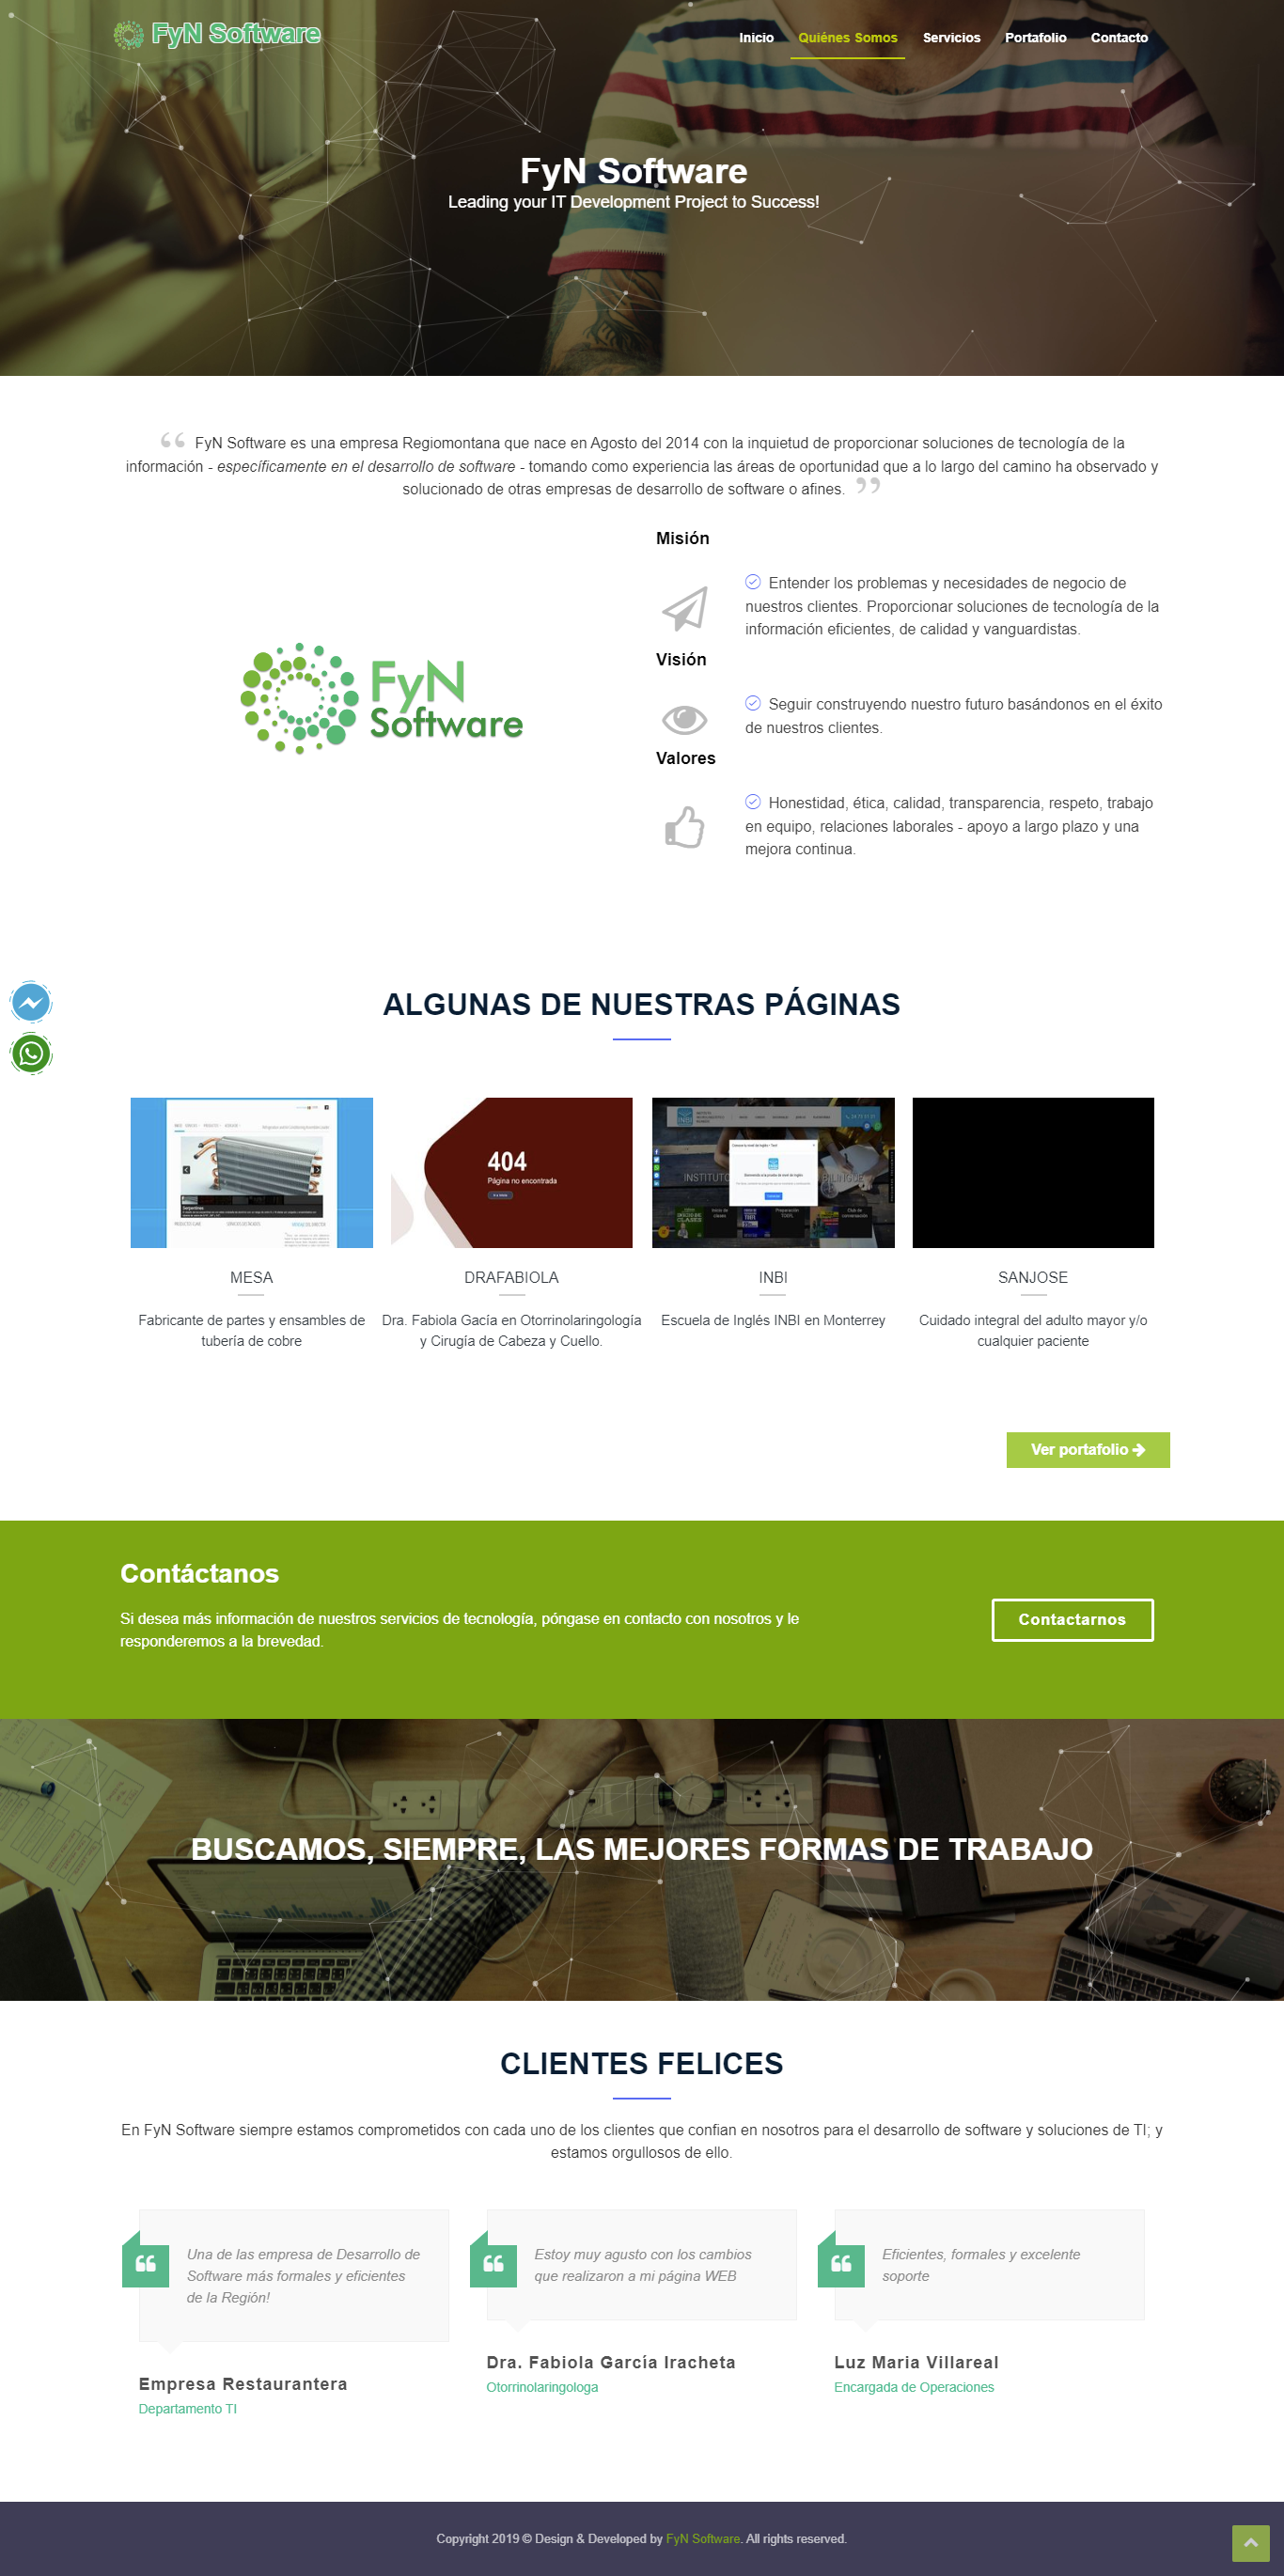 FyN Software
Inicio
Quiénes Somos
Servicios
Portafolio
Contacto
FyN Software
Leading your IT Development Project to Success!
“ FyN Software es una empresa Regiomontana que nace en Agosto del 2014 con la inquietud de proporcionar soluciones de tecnología de la
información - específicamente en el desarrollo de software - tomando como experiencia las áreas de oportunidad que a lo largo del camino ha observado y
solucionado de otras empresas de desarrollo de software o afines. ”
FyN
Software
Misión
Entender los problemas y necesidades de negocio de
nuestros clientes. Proporcionar soluciones de tecnología de la
información eficientes, de calidad y vanguardistas.
Visión
Seguir construyendo nuestro futuro basándonos en el éxito
de nuestros clientes.
Valores
Honestidad, ética, calidad, transparencia, respeto, trabajo
en equipo, relaciones laborales - apoyo a largo plazo y una
mejora continua.
ALGUNAS DE NUESTRAS PÁGINAS
404
Página no encontrada
MESA
Fabricante de partes y ensambles de
tubería de cobre
DRAFABIOLA
Dra. Fabiola Gacía en Otorrinolaringología
y Cirugía de Cabeza y Cuello.
INBI
Escuela de Inglés INBI en Monterrey
SANJOSE
Cuidado integral del adulto mayor y/o
cualquier paciente
Ver portafolio
Contáctanos
Si desea más información de nuestros servicios de tecnología, póngase en contacto con nosotros y le
responderemos a la brevedad.
Contactarnos
BUSCAMOS, SIEMPRE, LAS MEJORES FORMAS DE TRABAJO
CLIENTES FELICES
En FyN Software siempre estamos comprometidos con cada uno de los clientes que confian en nosotros para el desarrollo de software y soluciones de TI; y
estamos orgullosos de ello.
Una de las empresa de Desarrollo de
Software más formales y eficientes
de la Región!
Empresa Restaurantera
Departamento TI
Estoy muy agusto con los cambios
que realizaron a mi página WEB
Dra. Fabiola García Iracheta
Otorrinolaringologa
Eficientes, formales y excelente
soporte
Luz Maria Villareal
Encargada de Operaciones
Copyright 2019 © Design & Developed by FyN Software. All rights reserved.